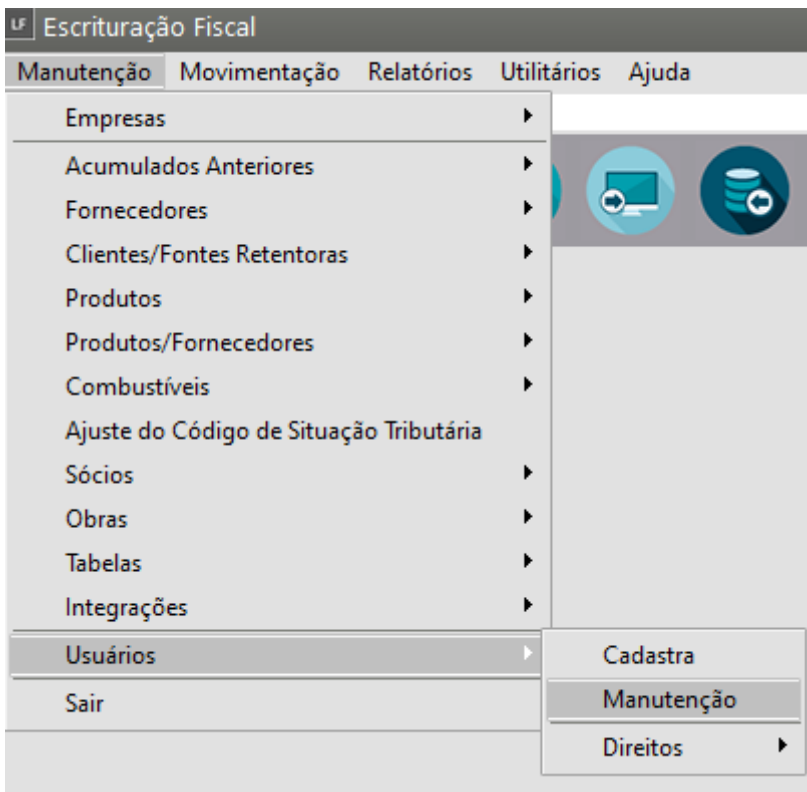 LF Escrituração Fiscal
Manutenção Movimentação Relatórios Utilitários Ajuda
Empresas
Acumulados Anteriores
Fornecedores
Clientes/Fontes Retentoras
Produtos
Produtos/Fornecedores
Combustíveis
Ajuste do Código de Situação Tributária
Sócios
Obras
Tabelas
Integrações
Usuários
Sair
Cadastra
Manutenção
Direitos